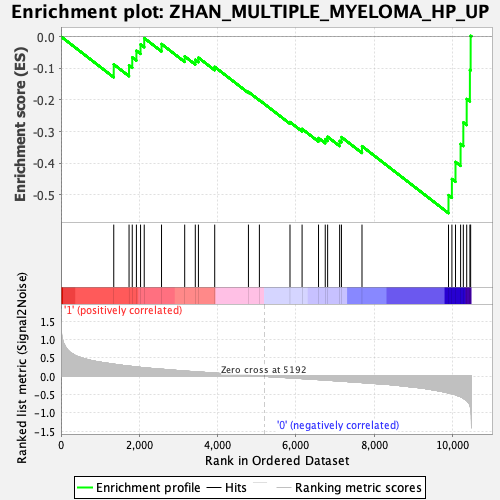 Enrichment plot: ZHAN_MULTIPLE_MYELOMA_HP_UP
Enrichment score (ES)
0.0
-0.1
-0.2
-0.3
-0.4
-0.5
'1' (positively correlated)
Ranked list metric (Signal2Noise)
1.5
1.0
0.5
0.0
-0.5
-1.0
-1.5
Zero cross at 5192
'0' (negatively correlated)
0
2,000
4,000
6,000
8,000
10,000
Rank in Ordered Dataset
Enrichment profile
Hits
Ranking metric scores